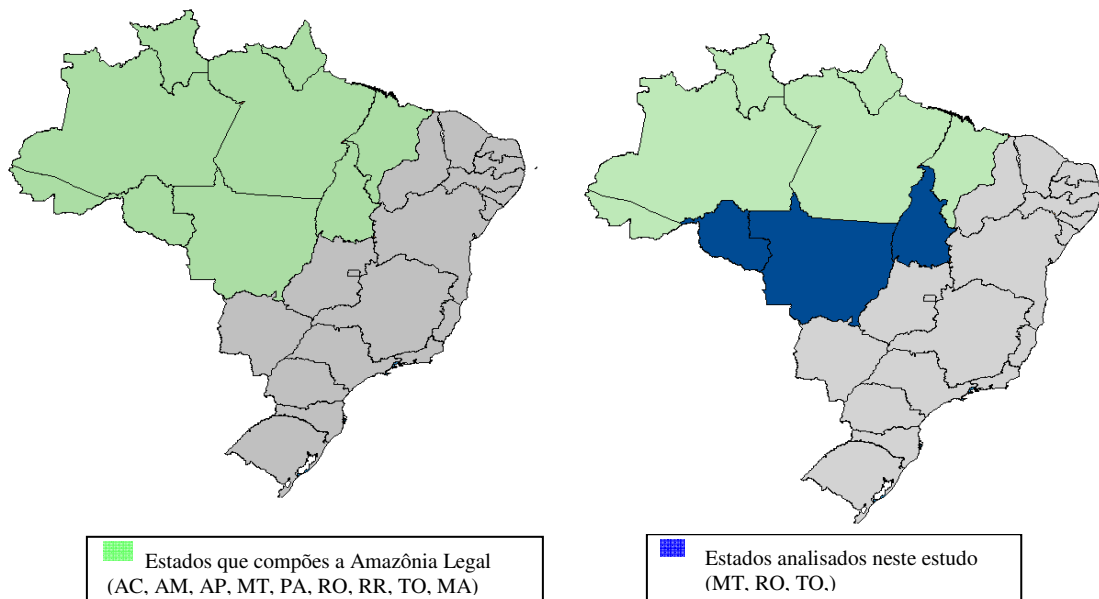 Estados que compões a Amazônia Legal
(AC, AM, AP, MT, PA, RO, RR, TO, MA)
Estados analisados neste estudo
(MT, RO, TO,)